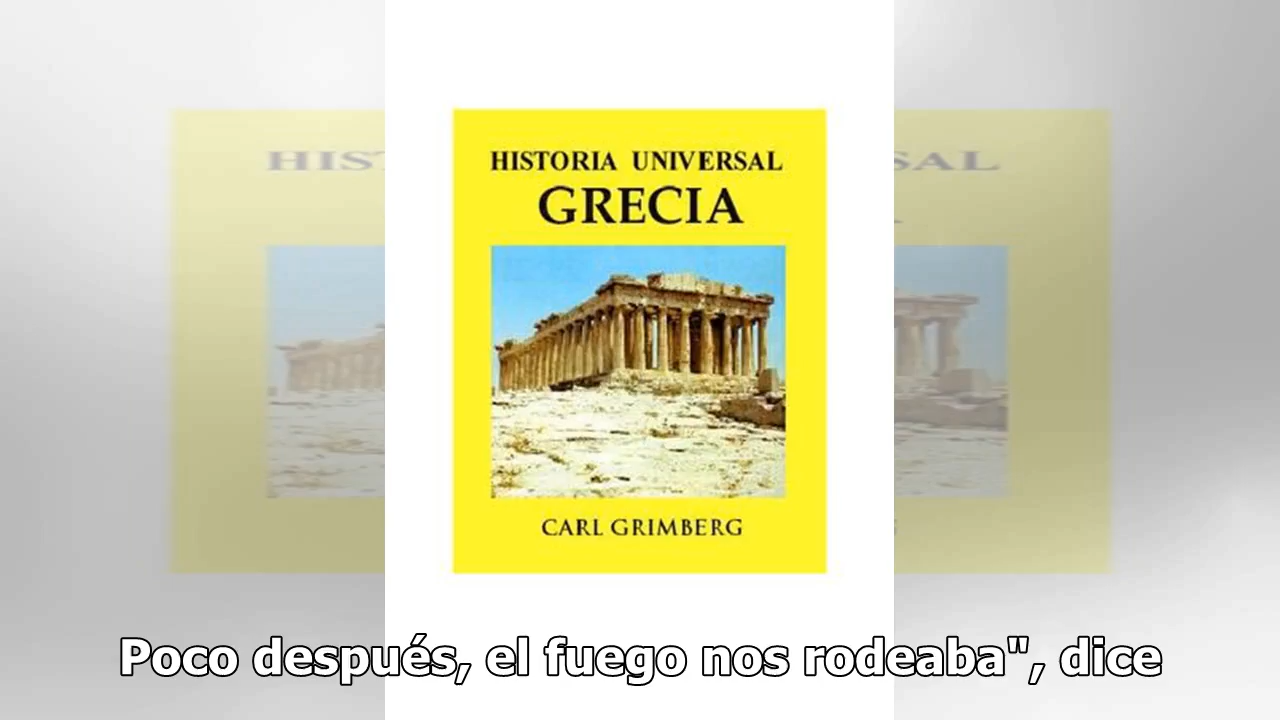 HISTORIA UNIVERSAL
GRECIA
CARL GRIMBERG
Poco después, el fuego nos rodeaba", dice